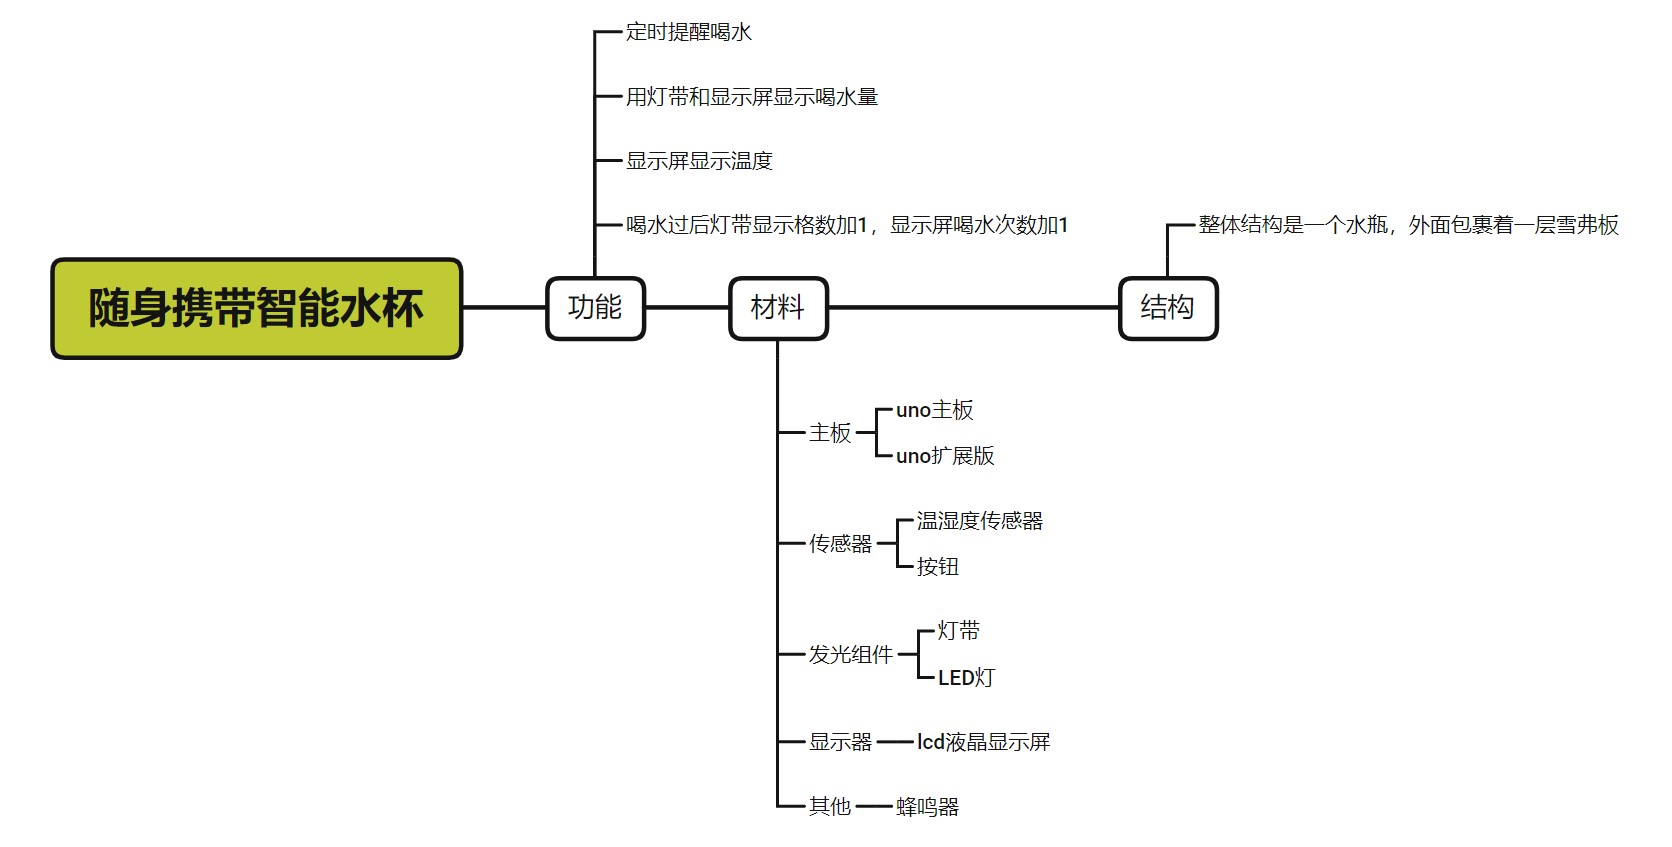 定时提醒喝水
用灯带和显示屏显示喝水量
显示屏显示温度
喝水过后灯带显示格数加1，显示屏喝水次数加1
整体结构是一个水瓶，外面包裹着一层雪弗板
随身携带智能水杯
功能
材料
结构
主板
uno主板
uno扩展版
传感器
温湿度传感器
按钮
发光组件
灯带
LED灯
显示器
lcd液晶显示屏
其他
蜂鸣器